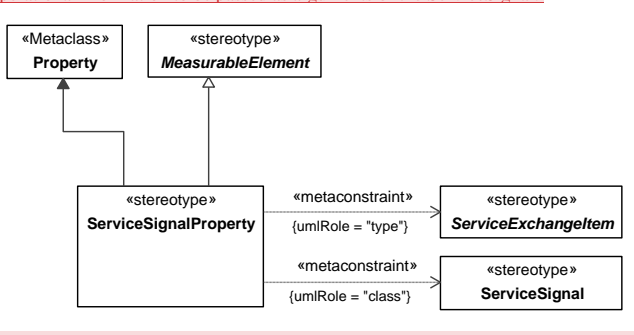 «Metaclass»
Property
«stereotype»
MeasurableElement
«stereotype»
ServiceSignalProperty
«metaconstraint»
{umlRole = "type"}
«stereotype»
ServiceExchangeItem
«metaconstraint»
{umlRole = "class"}
«stereotype»
ServiceSignal